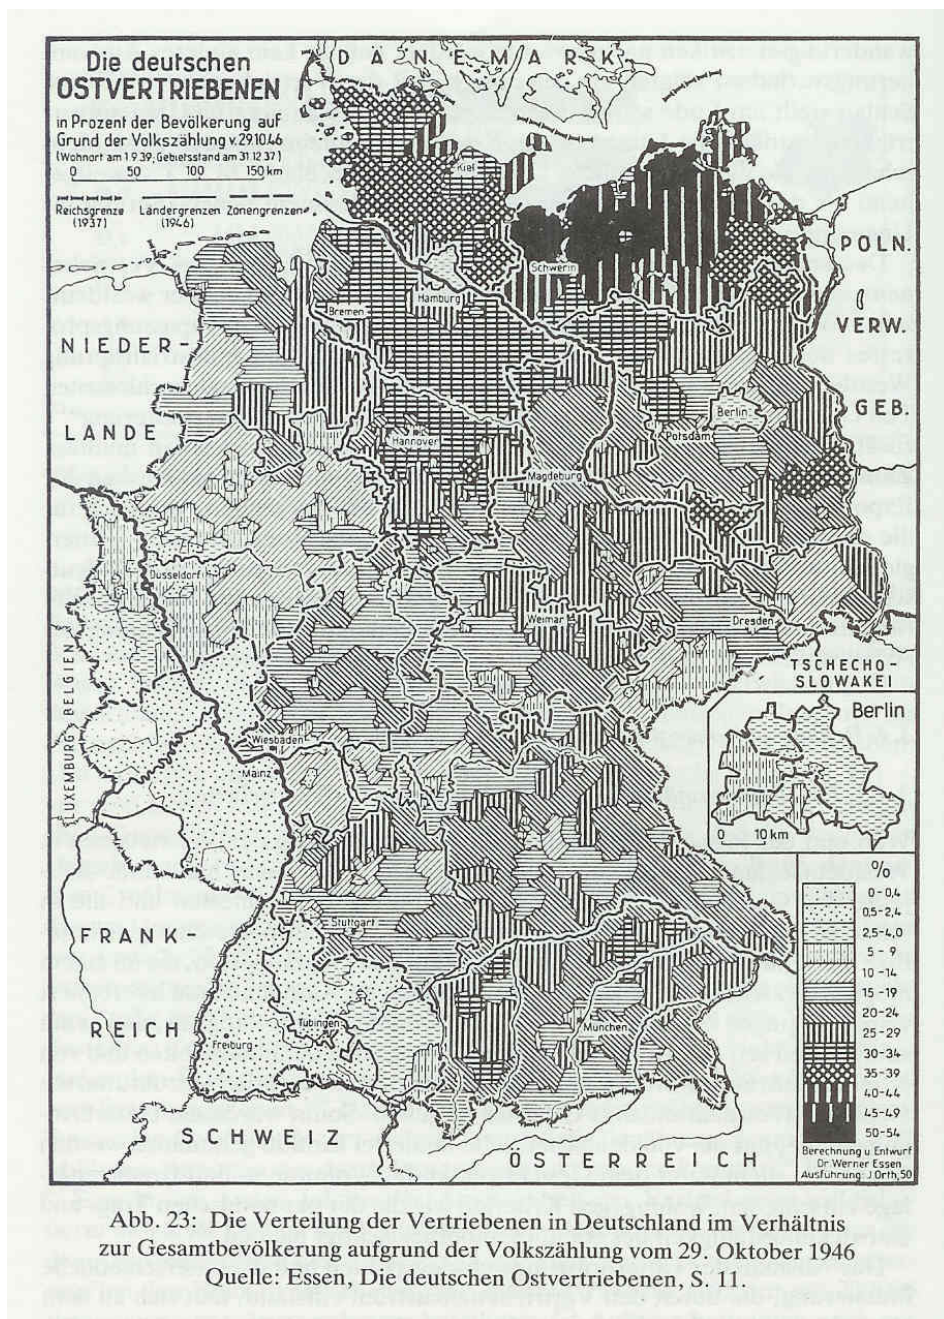 Die deutschen
OSTVERTRIEBENEN
in Prozent der Bevölkerung auf
Grund der Volkszählung v.29.10.46
(Wohnort am 1.9.39; Gebietsstand am 31.12.37)
0 50 100 150 km
Reichsgrenze Ländergrenzen Zonengrenzen
(1937) (1946)
DÄNEMARK
Kiel
Schwerin
Hamburg
Bremen
POLN.
VERW.
GEB.
NIEDER-
LANDE
Berlin
Potsdam
Hannover
Magdeburg
Düsseldorf
Weimar
Dresden
TSCHECHO-
SLOWAKEI
BELGIEN
LUXEMBURG
Wiesbaden
Mainz
Berlin
0 10 km
%
0-0,4
0,5-2,4
2,5-4,0
5-9
10-14
15-19
20-24
25-29
30-34
35-39
40-44
45-49
50-54
Stuttgart
FRANK-
REICH
Tübingen
Freiburg
München
SCHWEIZ
ÖSTERREICH
Berechnung u. Entwurf
Dr. Werner Essen
Ausführung: J. Orth, 50
Abb. 23: Die Verteilung der Vertriebenen in Deutschland im Verhältnis
zur Gesamtbevölkerung aufgrund der Volkszählung vom 29. Oktober 1946
Quelle: Essen, Die deutschen Ostvertriebenen, S. 11.